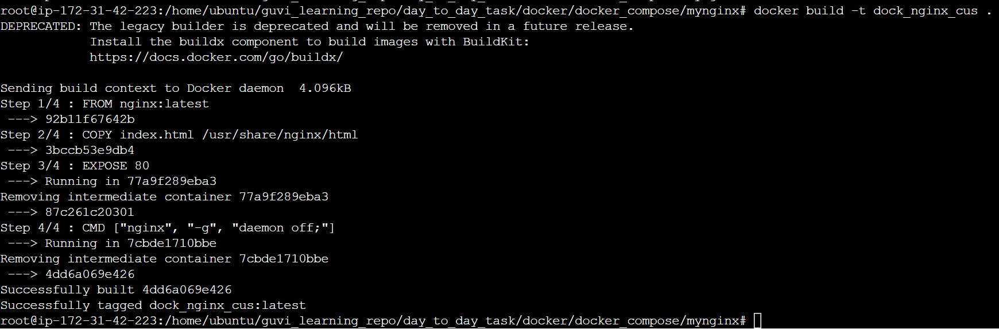 root@ip-172-31-42-223:/home/ubuntu/guvi_learning_repo/day_to_day_task/docker/docker_compose/mynginx# docker build -t dock_nginx_cus .
DEPRECATED: The legacy builder is deprecated and will be removed in a future release.
            Install the buildx component to build images with BuildKit:
            https://docs.docker.com/go/buildx/

Sending build context to Docker daemon  4.096kB
Step 1/4 : FROM nginx:latest
 ---> 92b11f67642b
Step 2/4 : COPY index.html /usr/share/nginx/html
 ---> 3bccb53e9db4
Step 3/4 : EXPOSE 80
 ---> Running in 77a9f289eba3
Removing intermediate container 77a9f289eba3
 ---> 87c261c20301
Step 4/4 : CMD ["nginx", "-g", "daemon off;"]
 ---> Running in 7cbde1710bbe
Removing intermediate container 7cbde1710bbe
 ---> 4dd6a069e426
Successfully built 4dd6a069e426
Successfully tagged dock_nginx_cus:latest
root@ip-172-31-42-223:/home/ubuntu/guvi_learning_repo/day_to_day_task/docker/docker_compose/mynginx#